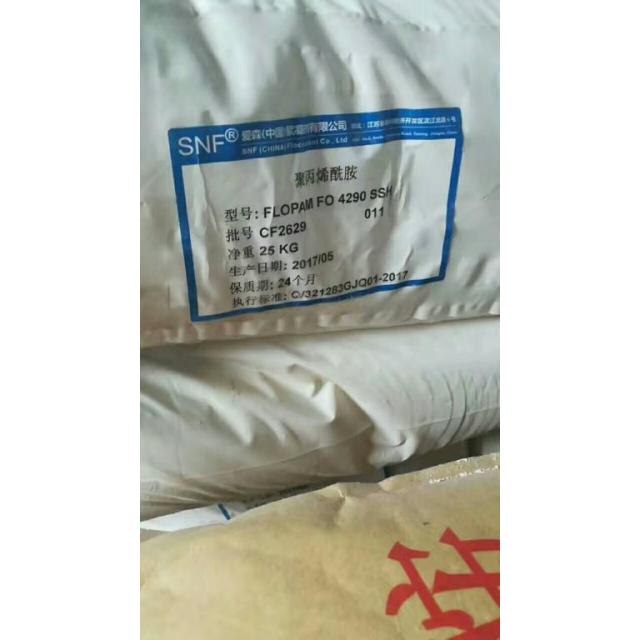 SNF® 爱森(中国)絮凝剂有限公司
SNF (CHINA) Flocculant Co., Ltd
聚丙烯酰胺
型号: FLOPAM FO 4290 SSH
011
批号 CF2629
净重 25 KG
生产日期: 2017/05
保质期: 24个月
执行标准: Q/321283GJQ01-2017